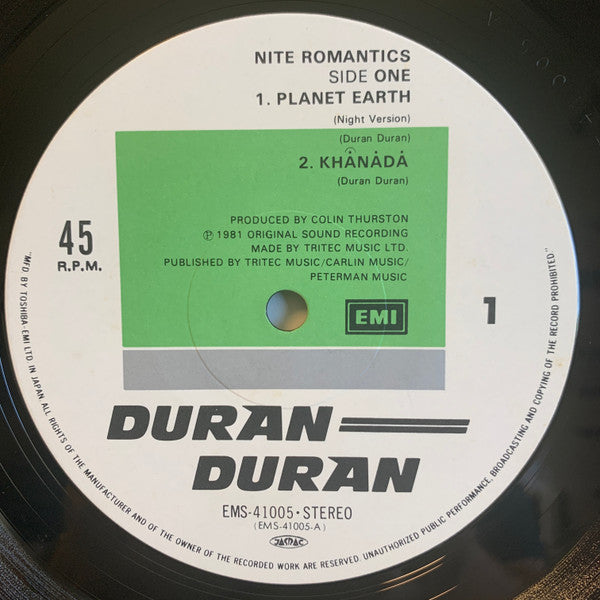 NITE ROMANTICS
SIDE ONE
1. PLANET EARTH
(Night Version)
(Duran Duran)
2. KHȦNȦDȦ
(Duran Duran)
45
R.P.M.
PRODUCED BY COLIN THURSTON
℗ 1981 ORIGINAL SOUND RECORDING
MADE BY TRITEC MUSIC LTD.
PUBLISHED BY TRITEC MUSIC/CARLIN MUSIC/
PETERMAN MUSIC
EMI
1
DURAN
DURAN
EMS-41005·STEREO
(EMS-41005-A)
JASRAC
"MFD BY TOSHIBA EMI LTD. IN JAPAN. ALL RIGHTS OF THE MANUFACTURER AND OF THE OWNER OF THE RECORDED WORK ARE RESERVED. UNAUTHORIZED PUBLIC PERFORMANCE, BROADCASTING AND COPYING OF THE RECORD PROHIBITED"